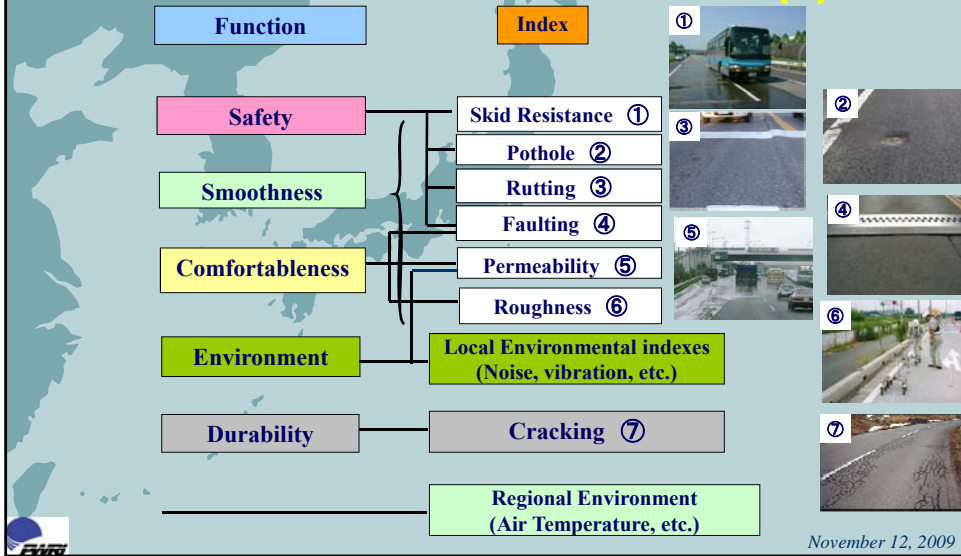 Function
Index
Safety
Smoothness
Comfortableness
Environment
Durability
Skid Resistance ①
Pothole ②
Rutting ③
Faulting ④
Permeability ⑤
Roughness ⑥
Local Environmental indexes
(Noise, vibration, etc.)
Cracking ⑦
Regional Environment
(Air Temperature, etc.)
①
②
③
④
⑤
⑥
⑦
PWRI
November 12, 2009